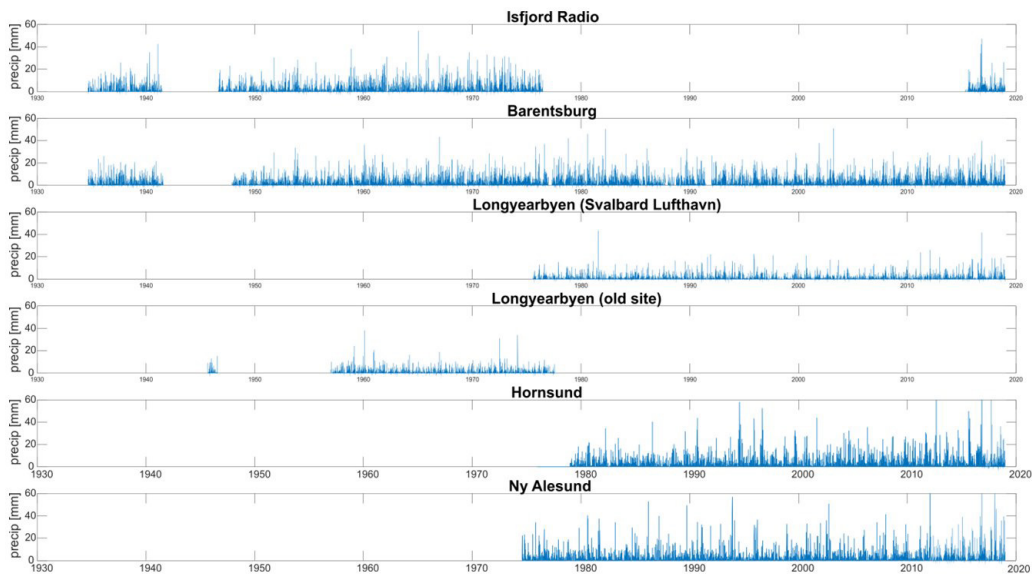 Isfjord Radio
precip [mm]
60
40
20
0
1930 1940 1950 1960 1970 1980 1990 2000 2010 2020
Barentsburg
precip [mm]
60
40
20
0
1930 1940 1950 1960 1970 1980 1990 2000 2010 2020
Longyearbyen (Svalbard Lufthavn)
precip [mm]
60
40
20
0
1930 1940 1950 1960 1970 1980 1990 2000 2010 2020
Longyearbyen (old site)
precip [mm]
60
40
20
0
1930 1940 1950 1960 1970 1980 1990 2000 2010 2020
Hornsund
precip [mm]
60
40
20
0
1930 1940 1950 1960 1970 1980 1990 2000 2010 2020
Ny Alesund
precip [mm]
60
40
20
0
1930 1940 1950 1960 1970 1980 1990 2000 2010 2020